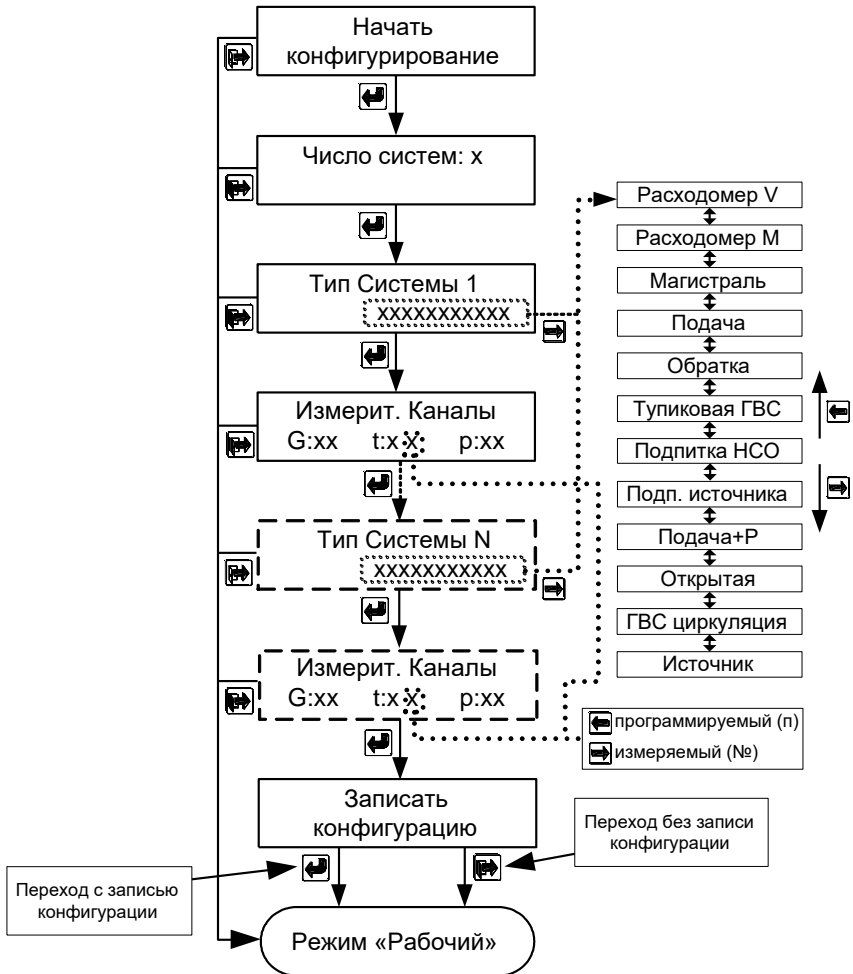 Начать
конфигурирование
Число систем: x
Тип Системы 1
XXXXXXXXXXX
Измерит. Каналы
G:xx t:x x p:xx
Тип Системы N
XXXXXXXXXXX
Измерит. Каналы
G:xx t:x x p:xx
Записать
конфигурацию
Переход с записью
конфигурации
Переход без записи
конфигурации
Режим «Рабочий»
Расходомер V
Расходомер M
Магистраль
Подача
Обратка
Тупиковая ГВС
Подпитка НСО
Подп. источника
Подача+Р
Открытая
ГВС циркуляция
Источник
программируемый (п)
измеряемый (№)